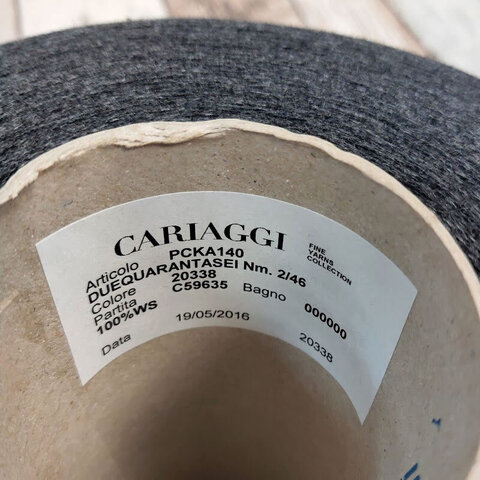 CARIAGGI
FINE
YARNS
COLLECTION
Articolo PCKA140
DUEQUARANTASEI Nm. 2/46
Colore 20338
Partita C59635 Bagno 000000
100%WS
Data 19/05/2016 20338